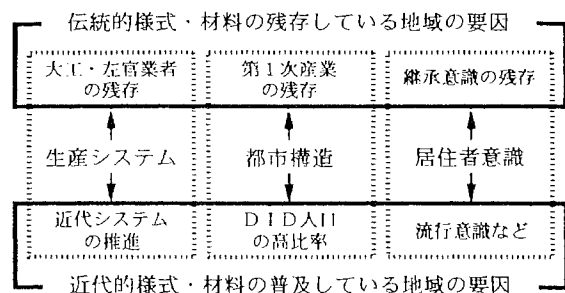 伝統的様式・材料の残存している地域の要因
大工・左官業者
の残存
第1次産業
の残存
継承意識の残存
生産システム
都市構造
居住者意識
近代システム
の推進
DID人口
の高比率
流行意識など
近代的様式・材料の普及している地域の要因